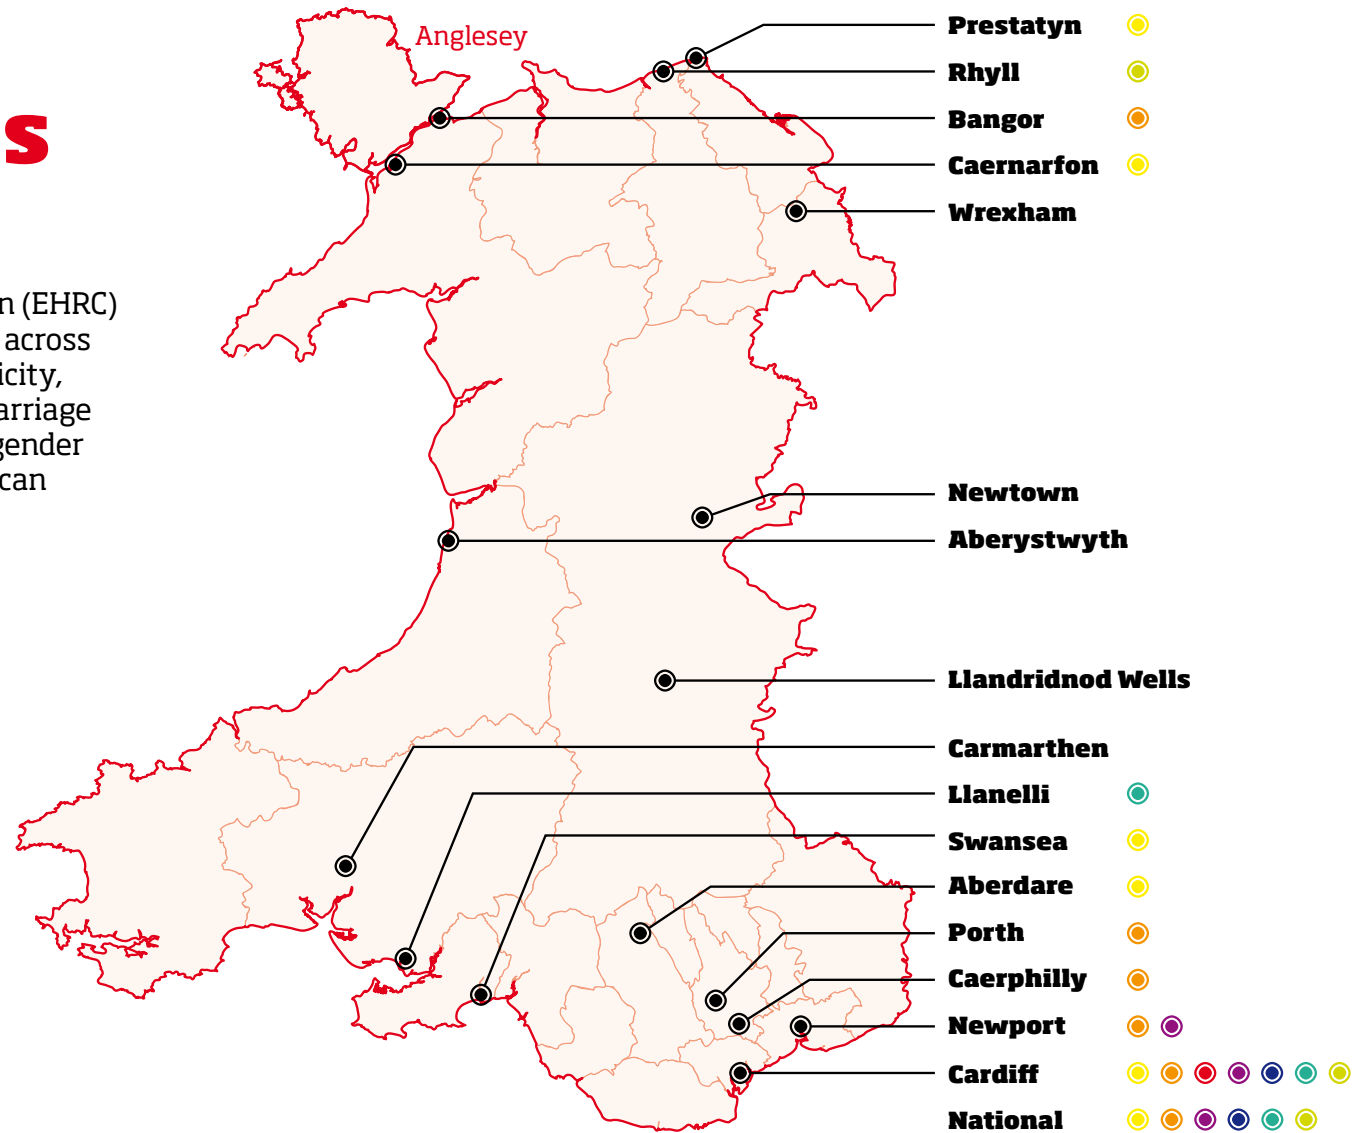 s
n (EHRC)
across
icity,
arriage
gender
can
Anglesey
Prestatyn
Rhyll
Bangor
Caernarfon
Wrexham
Newtown
Aberystwyth
Llandridnod Wells
Carmarthen
Llanelli
Swansea
Aberdare
Porth
Caerphilly
Newport
Cardiff
National